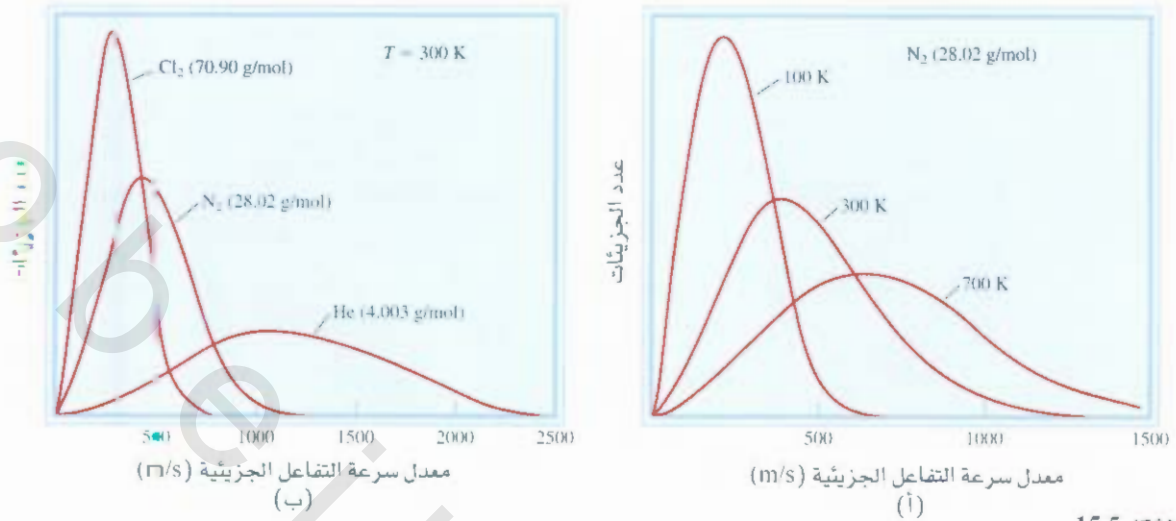 N₂ (28.02 g/mol)
100 K
300 K
700 K
عدد الجزيئات
500
1000
1500
معدل سرعة التفاعل الجزيئية (m/s)
(أ)
T = 300 K
Cl₂ (70.90 g/mol)
N₂ (28.02 g/mol)
He (4.003 g/mol)
500
1000
1500
2000
2500
معدل سرعة التفاعل الجزيئية (m/s)
(ب)